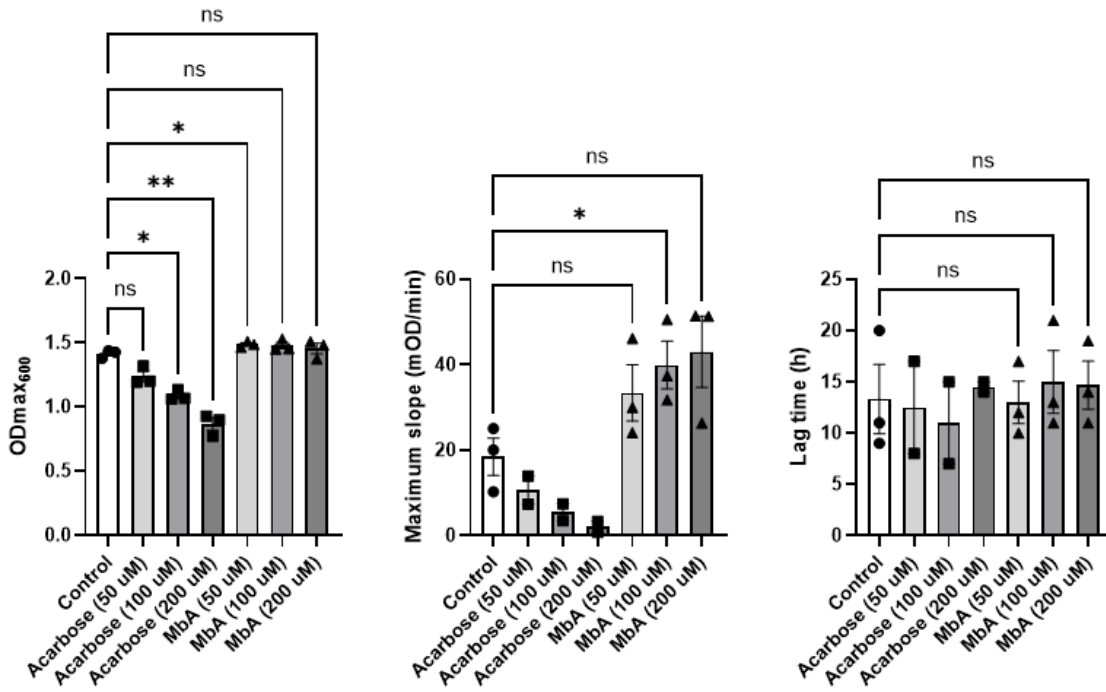 ns
ns
*
**
*
ns
2.0
1.5
1.0
0.5
0.0
ODmax600
Control
Acarbose (50 uM)
Acarbose (100 uM)
Acarbose (200 uM)
MbA (50 uM)
MbA (100 uM)
MbA (200 uM)
ns
*
ns
60
40
20
0
Maximum slope (mOD/min)
Control
Acarbose (50 uM)
Acarbose (100 uM)
Acarbose (200 uM)
MbA (50 uM)
MbA (100 uM)
MbA (200 uM)
ns
ns
ns
25
20
15
10
5
0
Lag time (h)
Control
Acarbose (50 uM)
Acarbose (100 uM)
Acarbose (200 uM)
MbA (50 uM)
MbA (100 uM)
MbA (200 uM)